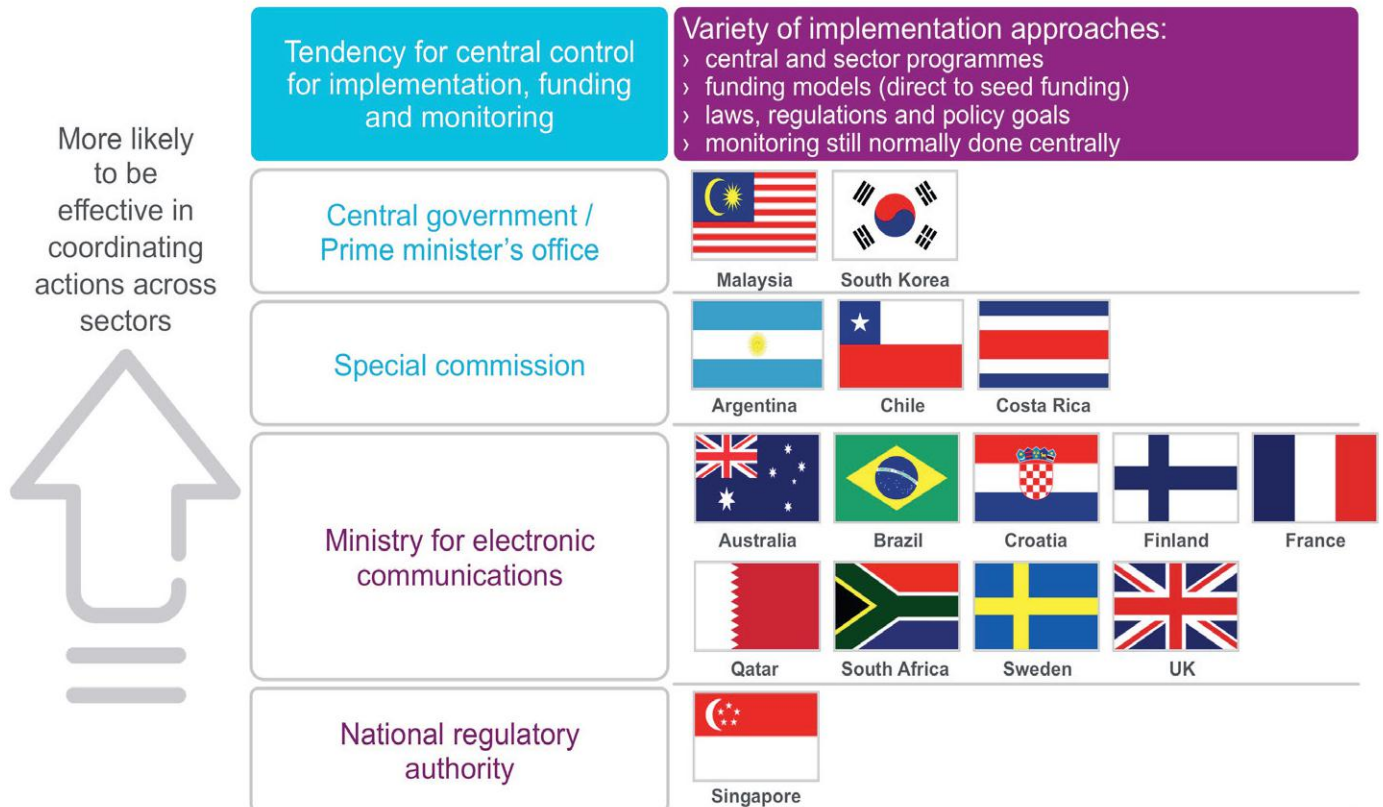 Tendency for central control
for implementation, funding
and monitoring
Variety of implementation approaches:
› central and sector programmes
› funding models (direct to seed funding)
› laws, regulations and policy goals
› monitoring still normally done centrally
More likely
to be
effective in
coordinating
actions across
sectors
Central government /
Prime minister’s office
Malaysia South Korea
Special commission
Argentina Chile Costa Rica
Ministry for electronic
communications
Australia Brazil Croatia Finland France
Qatar South Africa Sweden UK
National regulatory
authority
Singapore